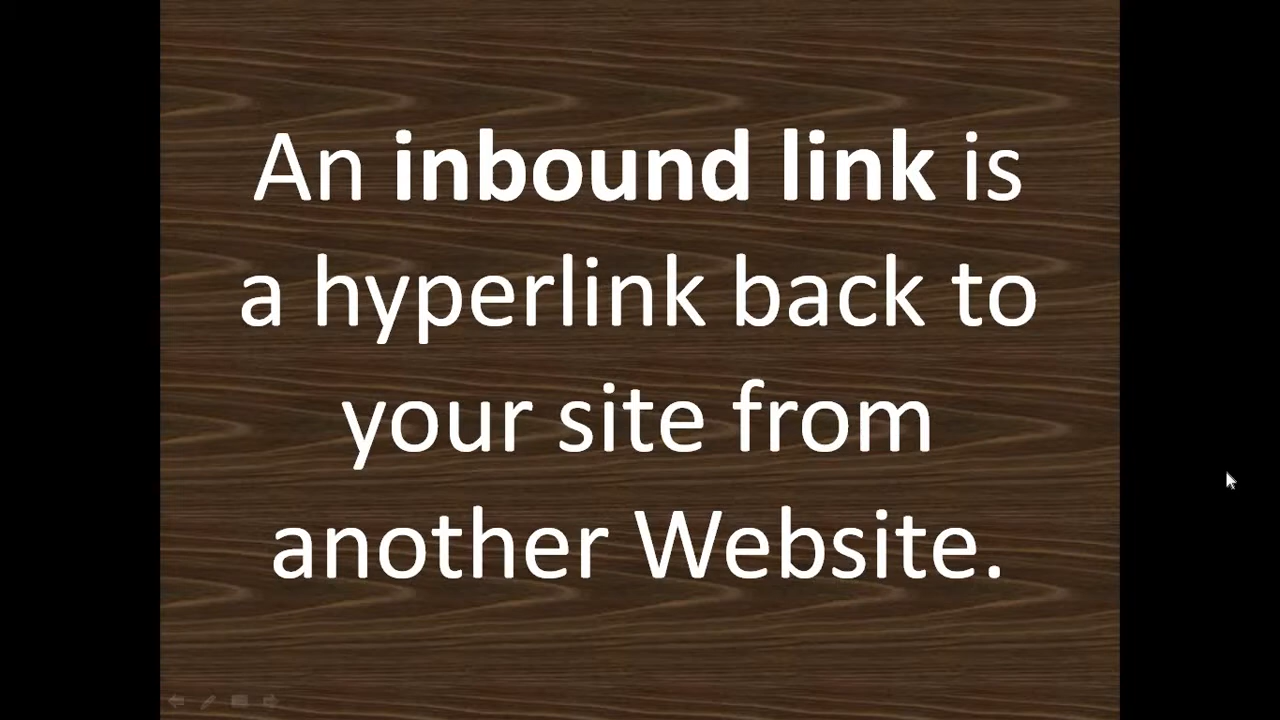 An inbound link is
a hyperlink back to
your site from
another Website.